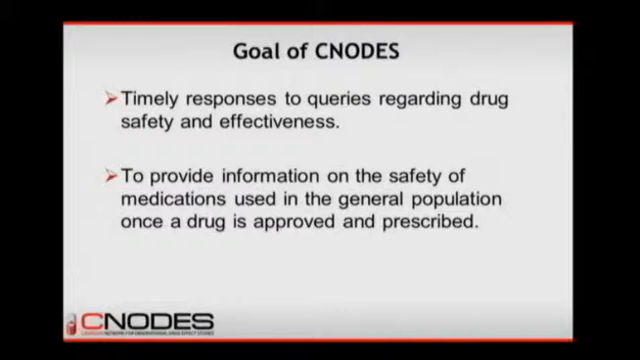 Goal of CNODES
Timely responses to queries regarding drug
safety and effectiveness.
To provide information on the safety of
medications used in the general population
once a drug is approved and prescribed.
CNODES
CANADIAN NETWORK FOR OBSERVATIONAL DRUG EFFECT STUDIES